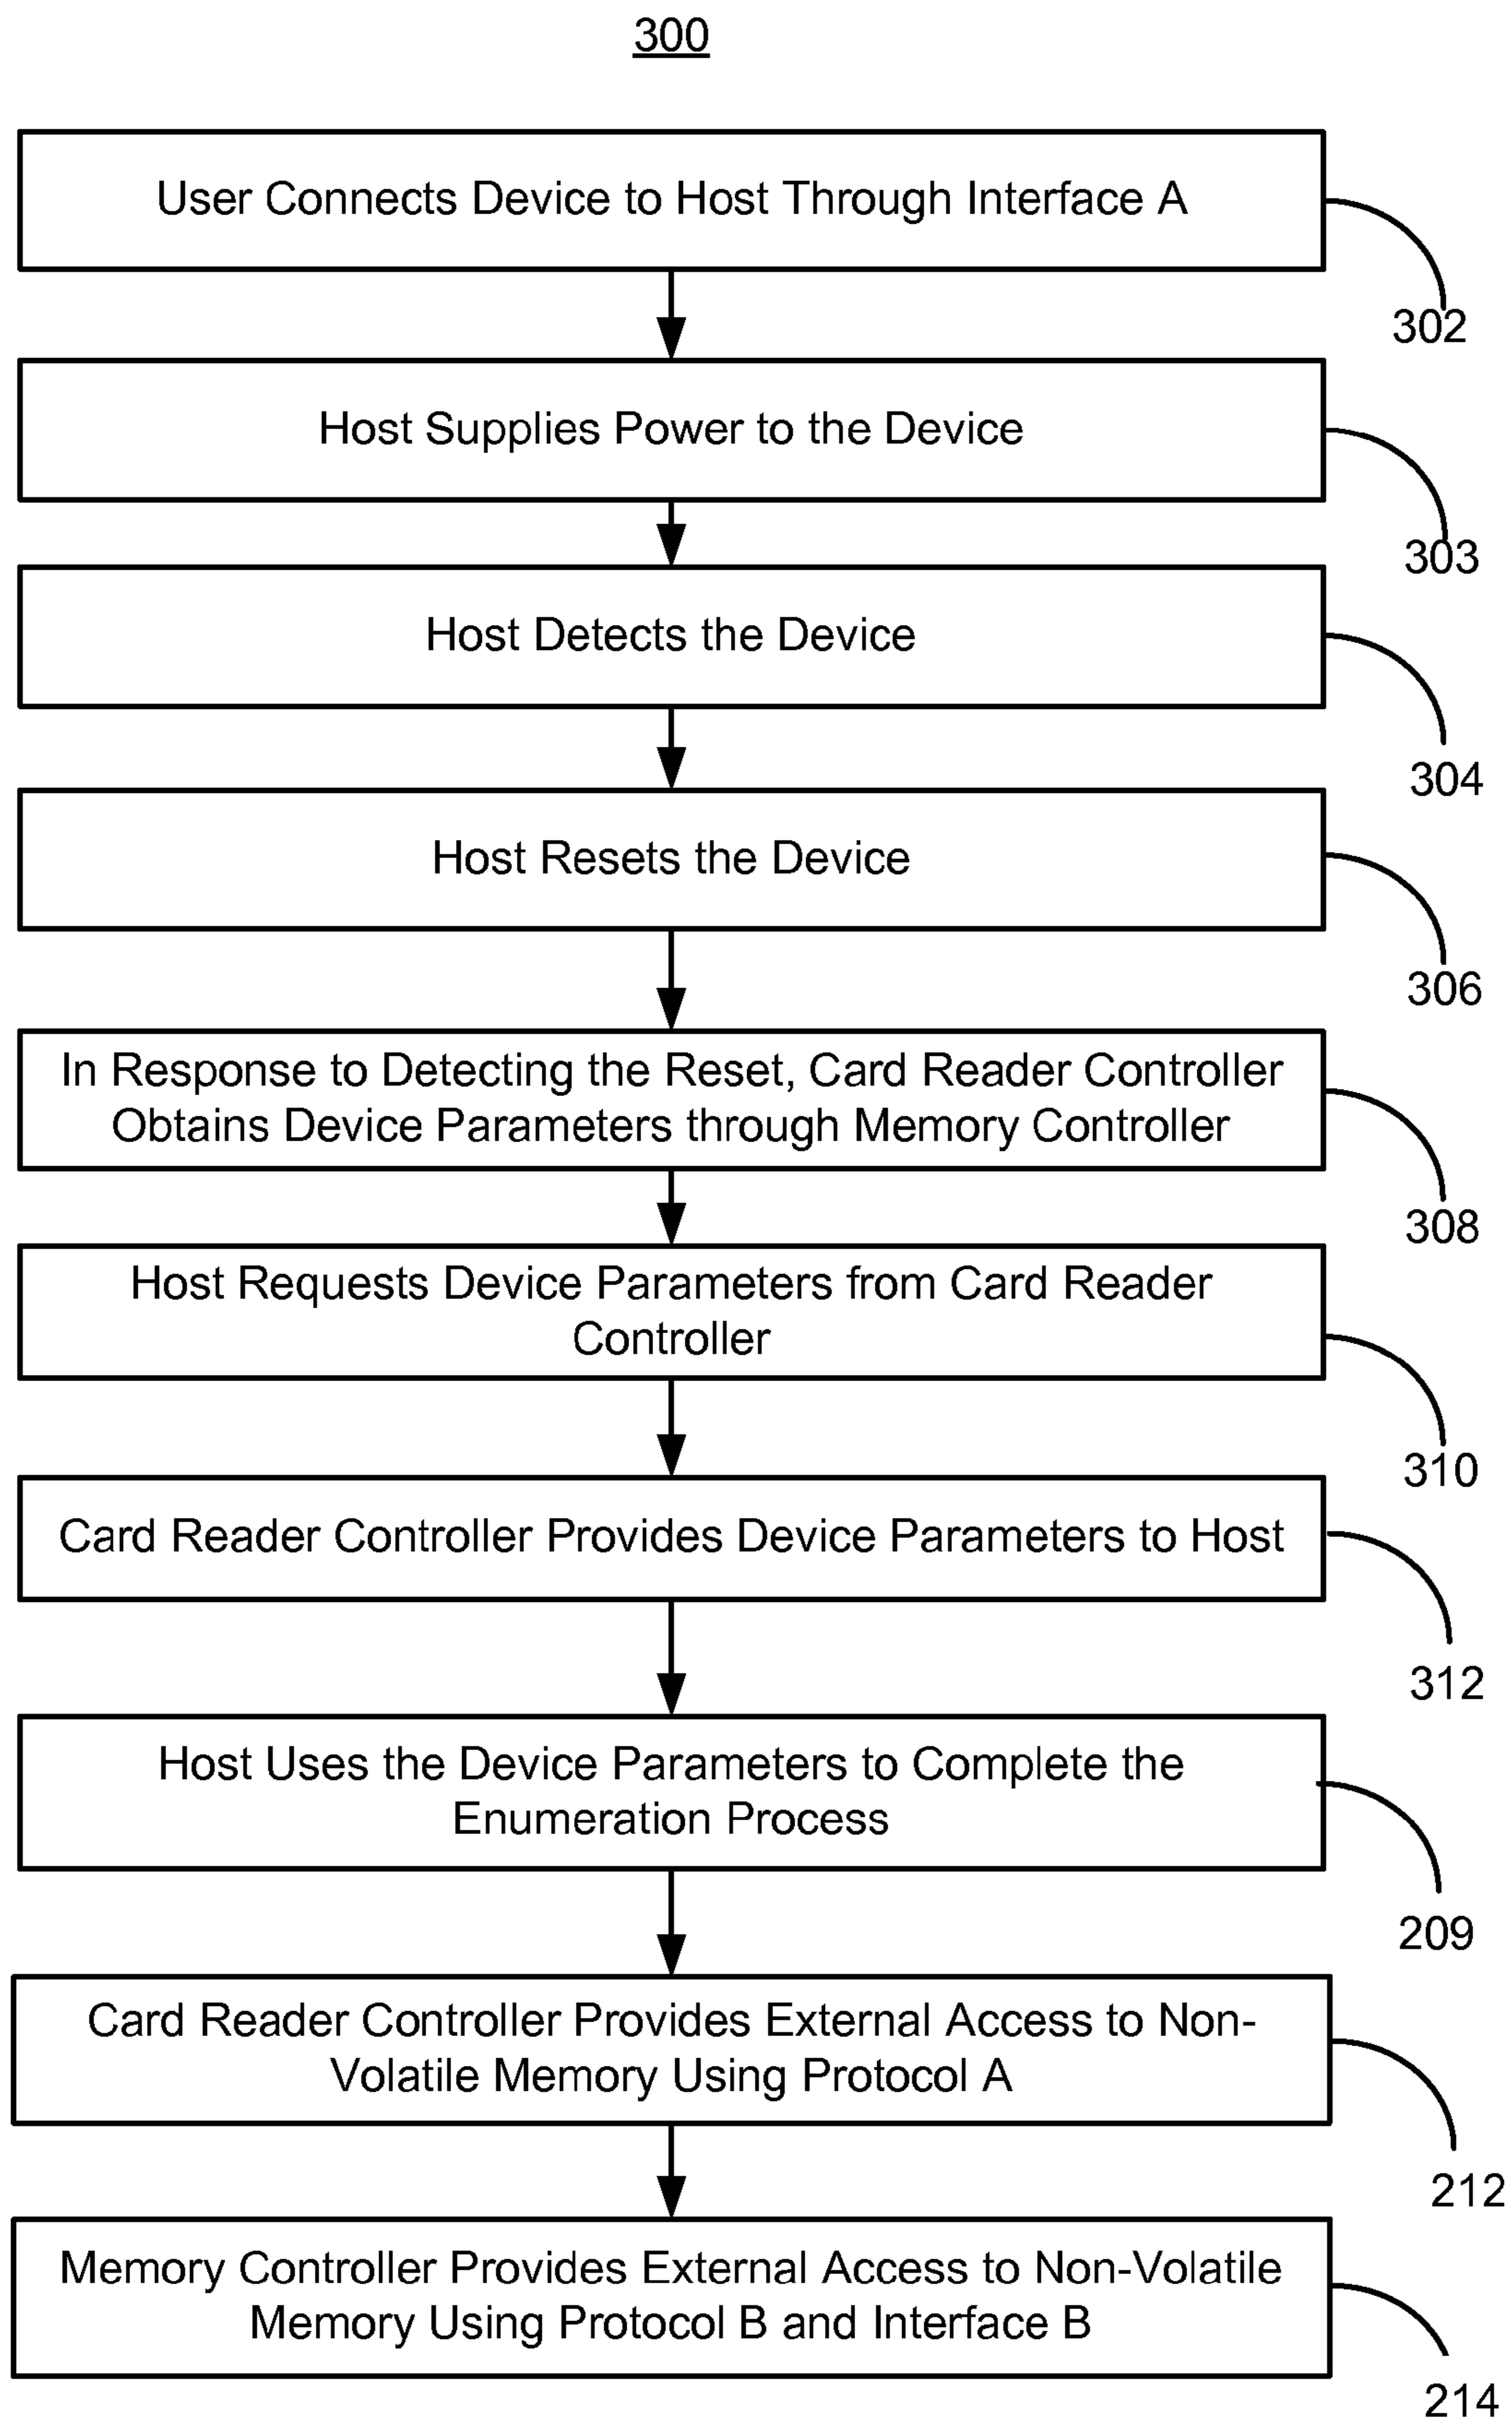 300
User Connects Device to Host Through Interface A
302
Host Supplies Power to the Device
303
Host Detects the Device
304
Host Resets the Device
306
In Response to Detecting the Reset, Card Reader Controller
Obtains Device Parameters through Memory Controller
308
Host Requests Device Parameters from Card Reader
Controller
310
Card Reader Controller Provides Device Parameters to Host
312
Host Uses the Device Parameters to Complete the
Enumeration Process
209
Card Reader Controller Provides External Access to Non-
Volatile Memory Using Protocol A
212
Memory Controller Provides External Access to Non-Volatile
Memory Using Protocol B and Interface B
214